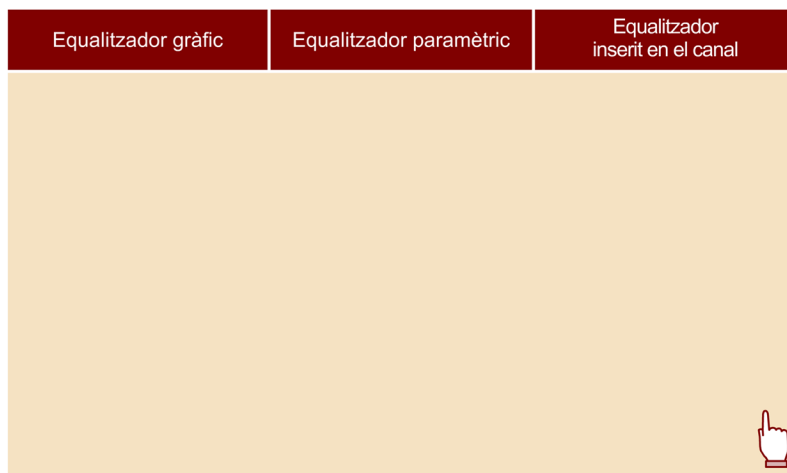 Equalitzador gràfic
Equalitzador paramètric
Equalitzador
inserit en el canal